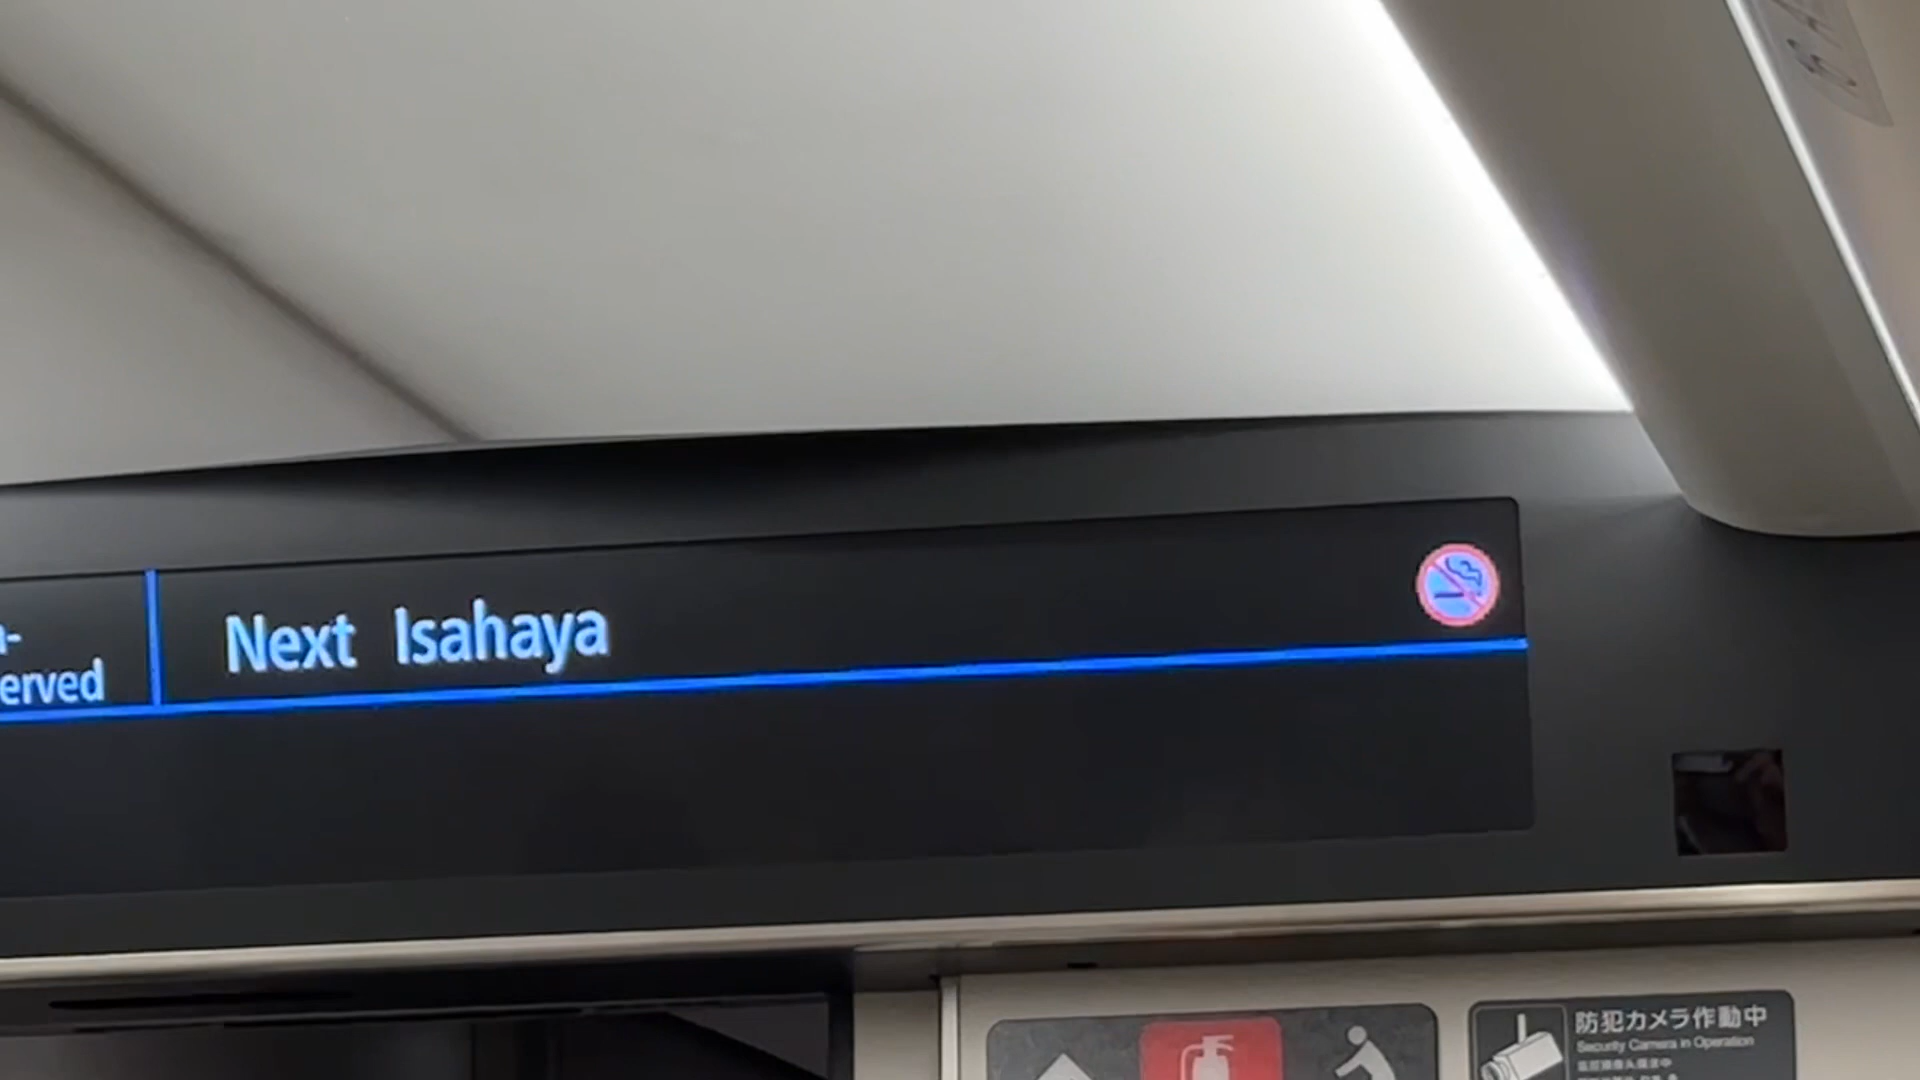 Next Isahaya
erved
防犯カメラ作動中
Security Camera in Operation